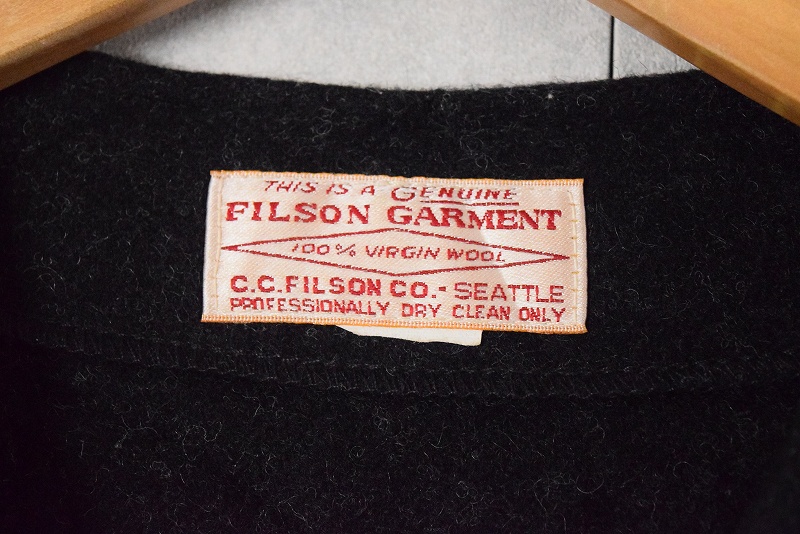 THIS IS A GENUINE
FILSON GARMENT
100% VIRGIN WOOL
C.C. FILSON CO.- SEATTLE
PROFESSIONALLY DRY CLEAN ONLY